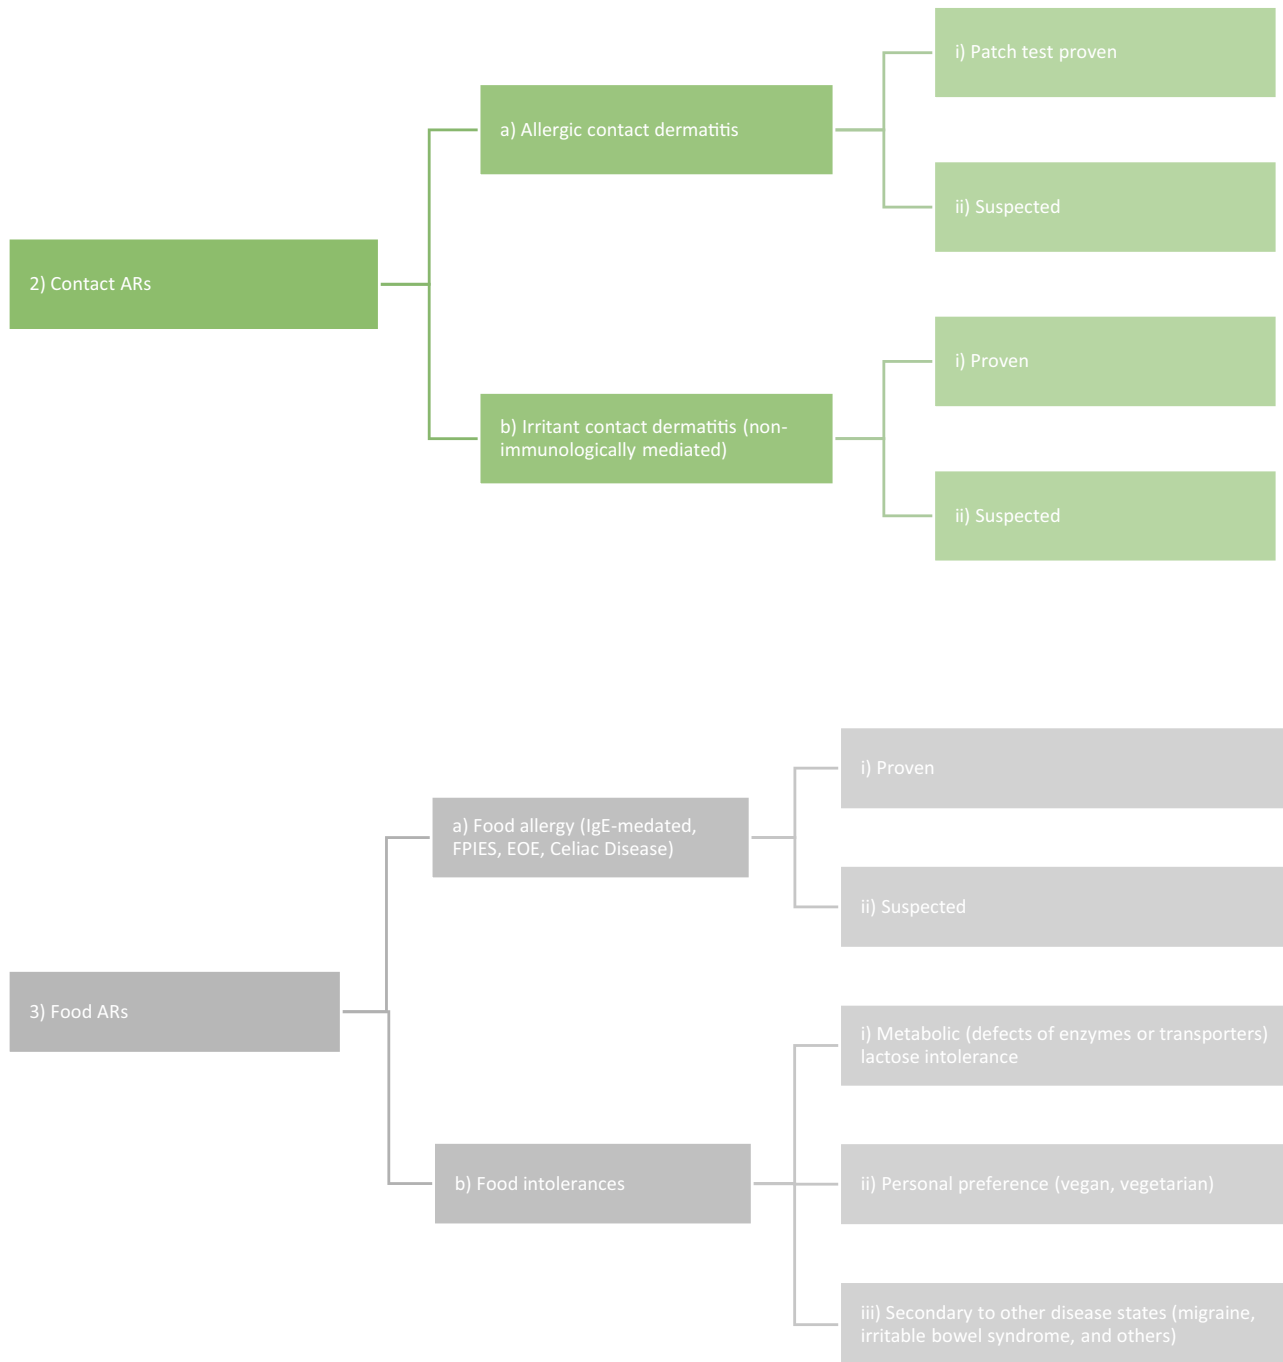 2) Contact ARs
a) Allergic contact dermatitis
i) Patch test proven
ii) Suspected
b) Irritant contact dermatitis (non-
immunologically mediated)
i) Proven
ii) Suspected
3) Food ARs
a) Food allergy (IgE-medated,
FPIES, EOE, Celiac Disease)
i) Proven
ii) Suspected
b) Food intolerances
i) Metabolic (defects of enzymes or transporters)
lactose intolerance
ii) Personal preference (vegan, vegetarian)
iii) Secondary to other disease states (migraine,
irritable bowel syndrome, and others)